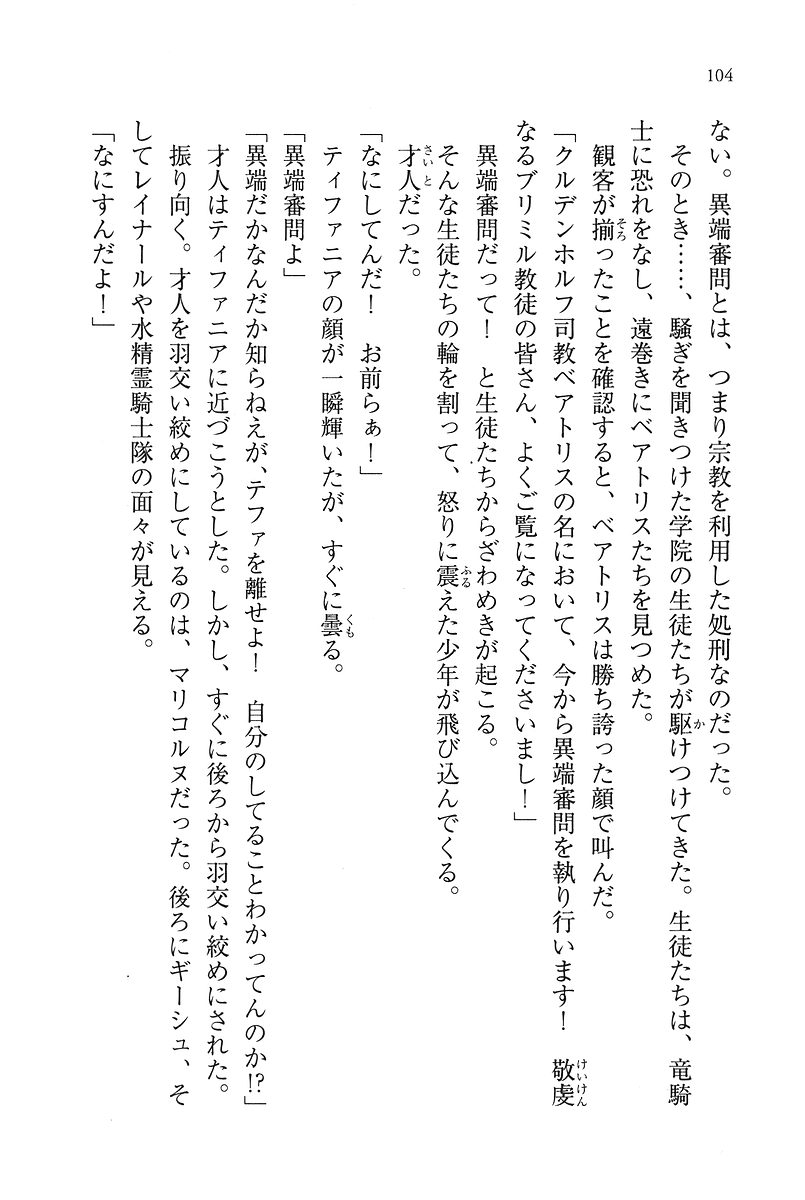 104
ない。異端審問とは、つまり宗教を利用した処刑なのだった。
そのとき……、騒ぎを聞きつけた学院の生徒たちが駆けつけてきた。生徒たちは、竜騎
士に恐れをなし、遠巻きにベアトリスたちを見つめた。
観客が揃ったことを確認すると、ベアトリスは勝ち誇った顔で叫んだ。
「クルデンホルフ司教ベアトリスの名において、今から異端審問を執り行います！　敬虔
なるブリミル教徒の皆さん、よくご覧になってくださいまし！」
異端審問だって！　と生徒たちからざわめきが起こる。
そんな生徒たちの輪を割って、怒りに震えた少年が飛び込んでくる。
才人だった。
「なにしてんだ！　お前らぁ！」
ティファニアの顔が一瞬輝いたが、すぐに曇る。
「異端審問よ」
「異端だかなんだか知らねえが、テファを離せよ！　自分のしてることわかってんのか!?」
才人はティファニアに近づこうとした。しかし、すぐに後ろから羽交い絞めにされた。
振り向く。才人を羽交い絞めにしているのは、マリコルヌだった。後ろにギーシュ、そ
してレイナールや水精霊騎士隊の面々が見える。
「なにすんだよ！」